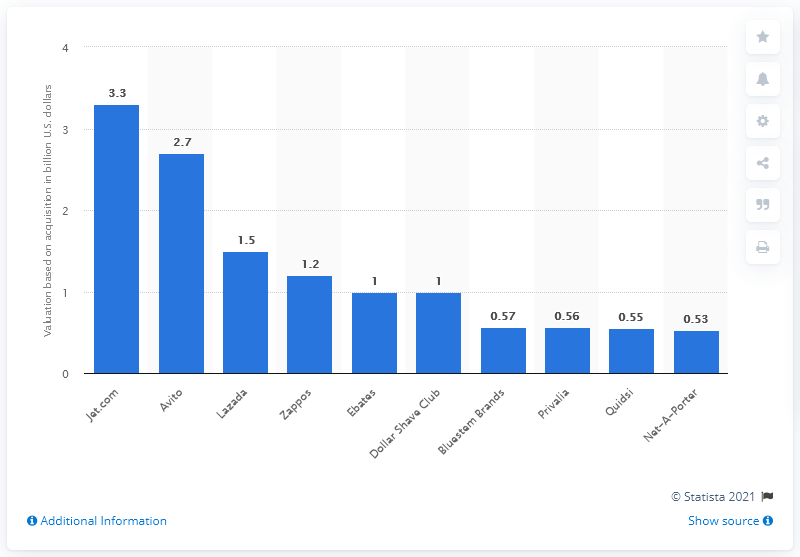 Valuation based on acquisition in billion U.S. dollars
4
3
2
1
0
3.3
2.7
1.5
1.2
1
1
0.57
0.56
0.55
0.53
Jet.com
Avito
Lazada
Zappos
Ebates
Dollar Shave Club
Bluestem Brands
Privalia
Quidsi
Net-A-Porter
© Statista 2021
Additional Information
Show source